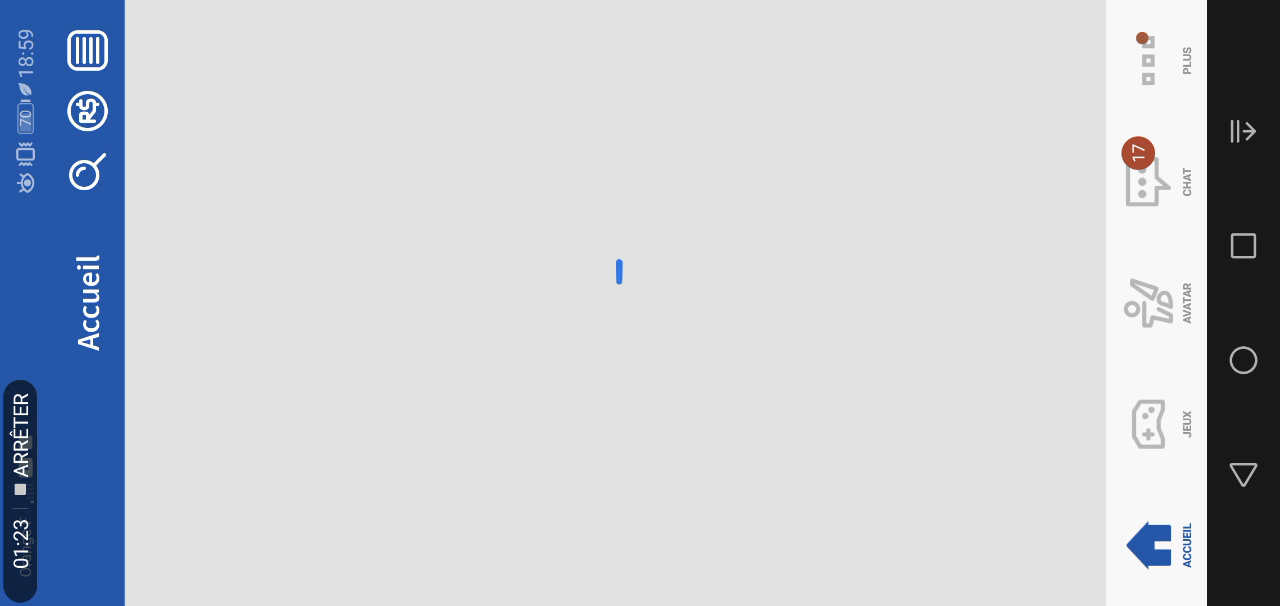 01:23 ARRÊTER
70 18:59
Accueil
R$
ACCUEIL
JEUX
AVATAR
17
CHAT
PLUS